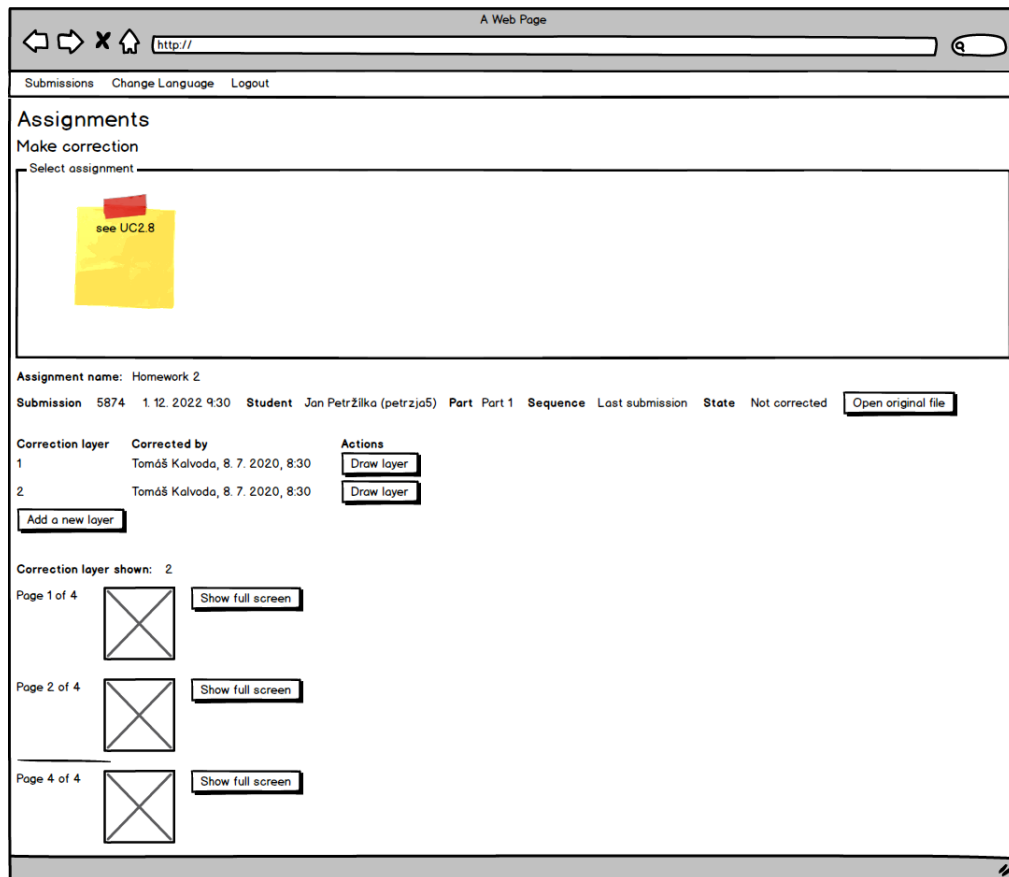 A Web Page
http://
Submissions Change Language Logout
Assignments
Make correction
Select assignment
see UC2.8
Assignment name: Homework 2
Submission 5874 1. 12. 2022 9:30 Student Jan Petržilka (petrzja5) Part Part 1 Sequence Last submission State Not corrected Open original file
Correction layer Corrected by Actions
1 Tomáš Kalvoda, 8. 7. 2020, 8:30 Draw layer
2 Tomáš Kalvoda, 8. 7. 2020, 8:30 Draw layer
Add a new layer
Correction layer shown: 2
Page 1 of 4 Show full screen
Page 2 of 4 Show full screen
Page 4 of 4 Show full screen